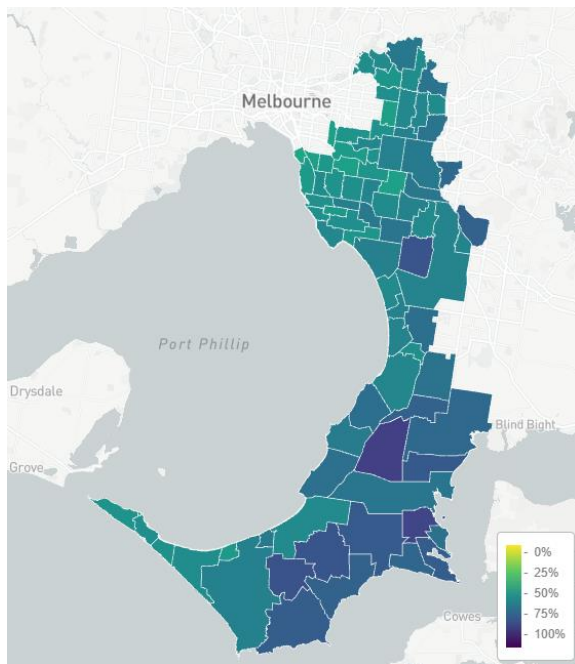 Melbourne
Port Phillip
Drysdale
Blind Bight
Grove
0%
25%
50%
75%
100%
Cowes